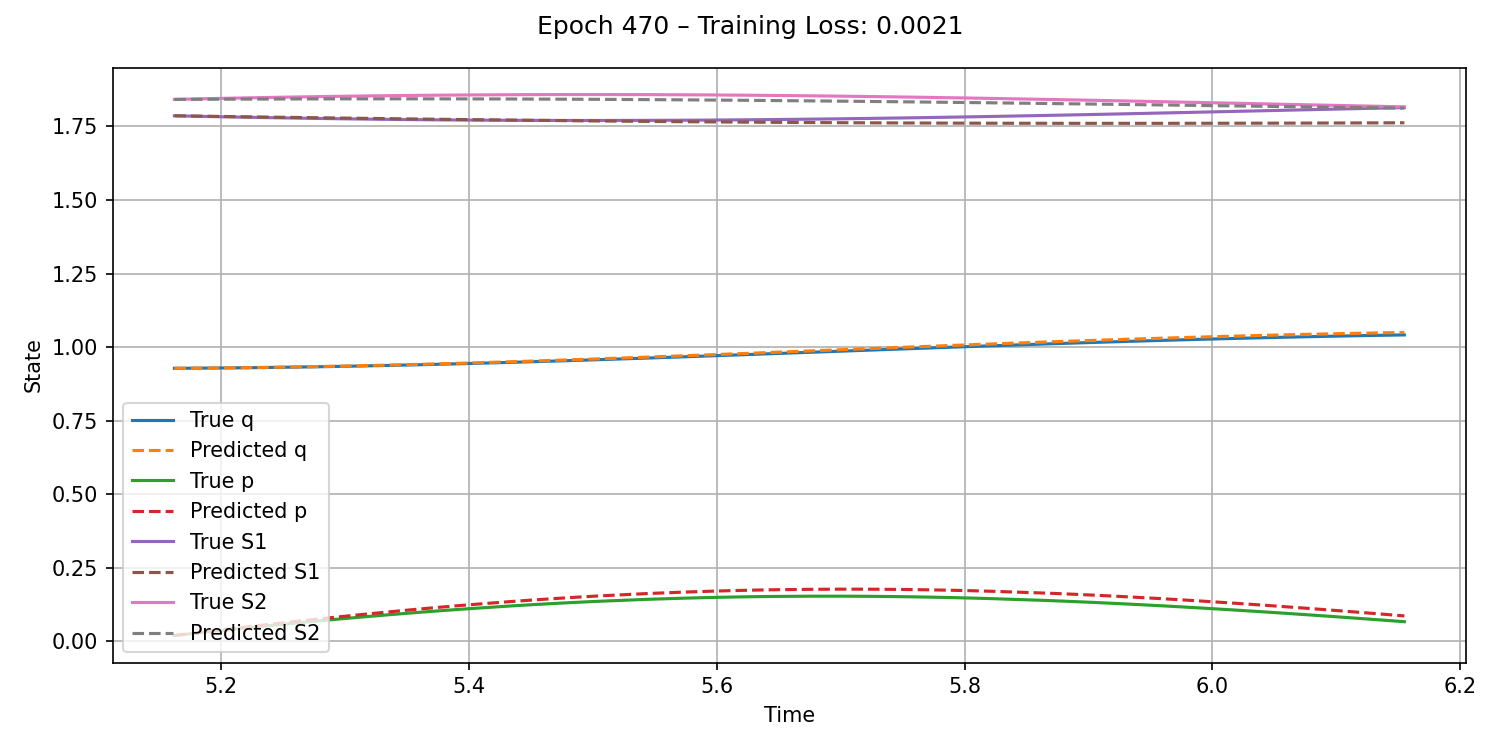 Epoch 470 – Training Loss: 0.0021
State
1.75
1.50
1.25
1.00
0.75
0.50
0.25
0.00
True q
Predicted q
True p
Predicted p
True S1
Predicted S1
True S2
Predicted S2
5.2 5.4 5.6 5.8 6.0 6.2
Time